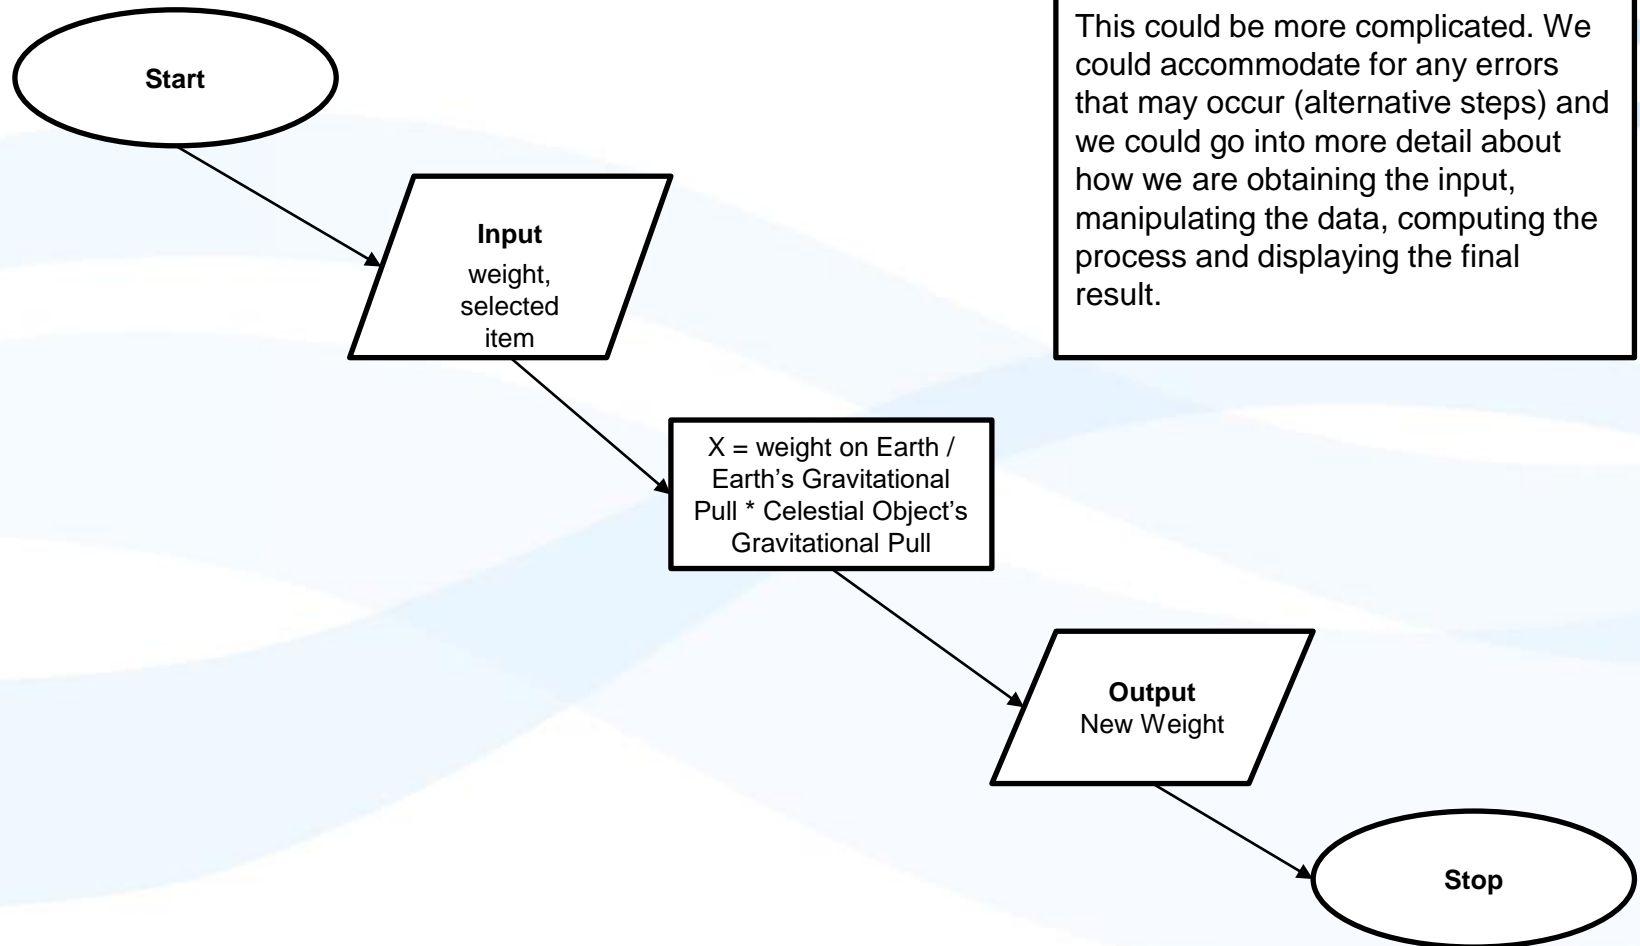 Start
This could be more complicated. We
could accommodate for any errors
that may occur (alternative steps) and
we could go into more detail about
how we are obtaining the input,
manipulating the data, computing the
process and displaying the final
result.
Input
weight,
selected
item
X = weight on Earth /
Earth’s Gravitational
Pull * Celestial Object’s
Gravitational Pull
Output
New Weight
Stop